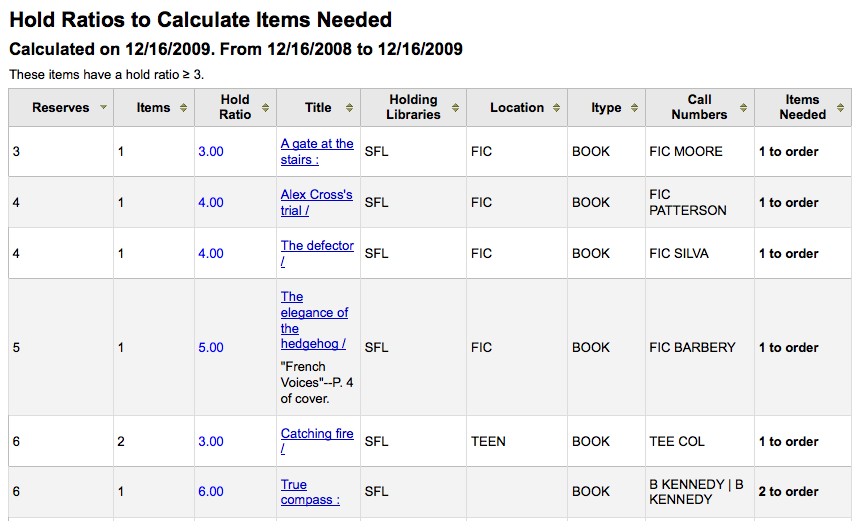 Hold Ratios to Calculate Items Needed
Calculated on 12/16/2009. From 12/16/2008 to 12/16/2009
These items have a hold ratio ≥ 3.
Reserves Items Hold Ratio Title Holding Libraries Location Itype Call Numbers Items Needed
3 1 3.00 A gate at the stairs : SFL FIC BOOK FIC MOORE 1 to order
4 1 4.00 Alex Cross's trial / SFL FIC BOOK FIC PATTERSON 1 to order
4 1 4.00 The defector / SFL FIC BOOK FIC SILVA 1 to order
5 1 5.00 The elegance of the hedgehog / "French Voices"--P. 4 of cover. SFL FIC BOOK FIC BARBERY 1 to order
6 2 3.00 Catching fire / SFL TEEN BOOK TEE COL 1 to order
6 1 6.00 True compass : SFL BOOK B KENNEDY | B KENNEDY 2 to order